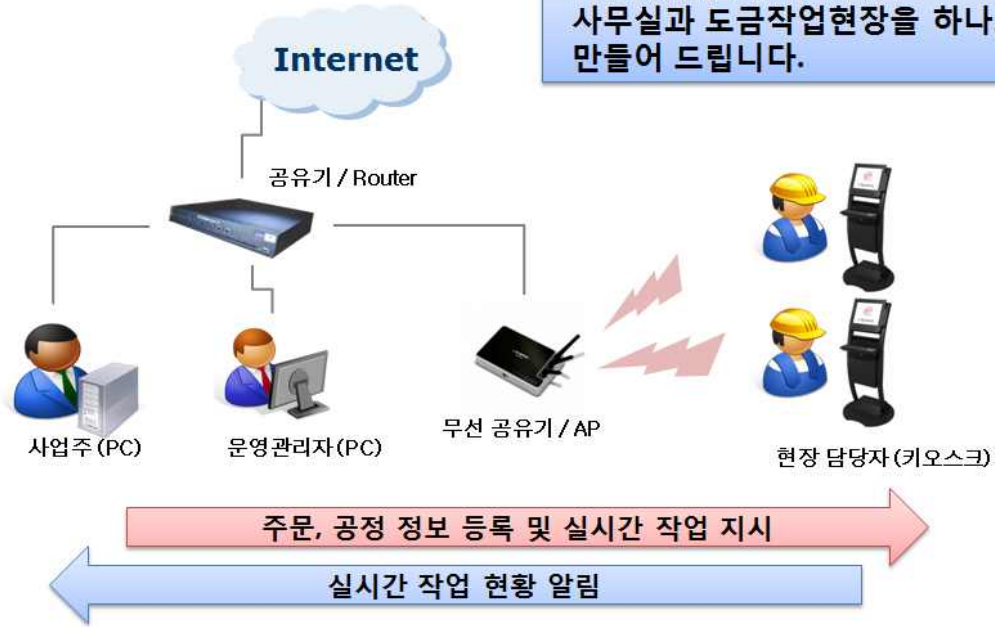 사무실과 도금작업현장을 하나
만들어 드립니다.
Internet
공유기 / Router
사업주 (PC)
운영관리자(PC)
무선 공유기 / AP
현장 담당자 (키오스크)
주문, 공정 정보 등록 및 실시간 작업 지시
실시간 작업 현황 알림